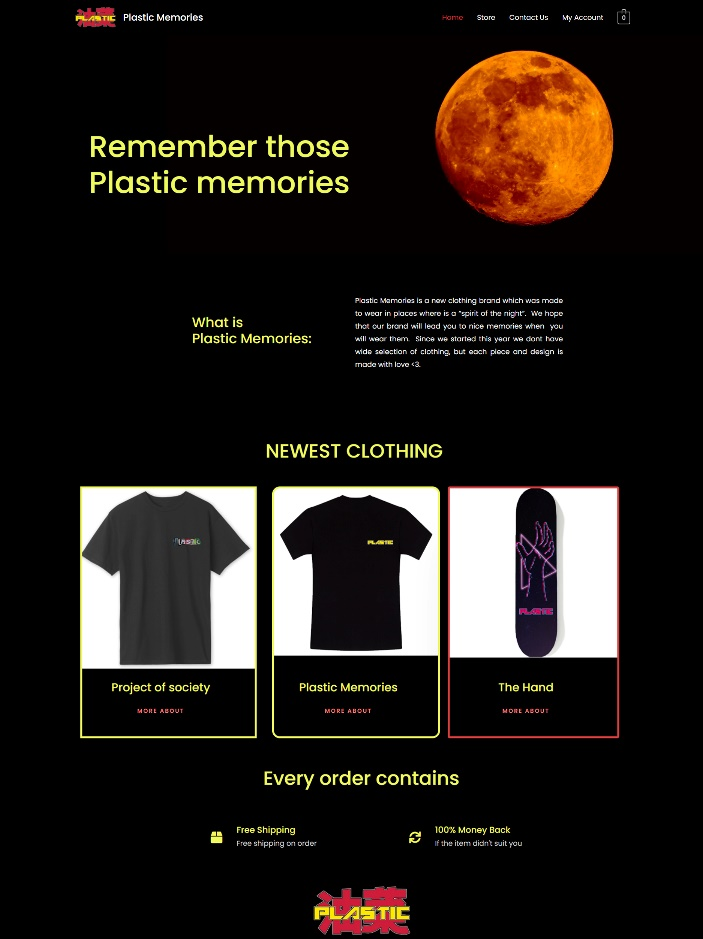 PLASTIC Plastic Memories
Home Store Contact Us My Account 0
Remember those
Plastic memories
What is
Plastic Memories:
Plastic Memories is a new clothing brand which was made
to wear in places where is a “spirit of the night”. We hope
that our brand will lead you to nice memories when you
will wear them. Since we started this year we dont have
wide selection of clothing, but each piece and design is
made with love <3.
NEWEST CLOTHING
PLASTIC
PLASTIC
PLASTIC
Project of society
MORE ABOUT
Plastic Memories
MORE ABOUT
The Hand
MORE ABOUT
Every order contains
Free Shipping
Free shipping on order
100% Money Back
If the item didn't suit you
PLASTIC